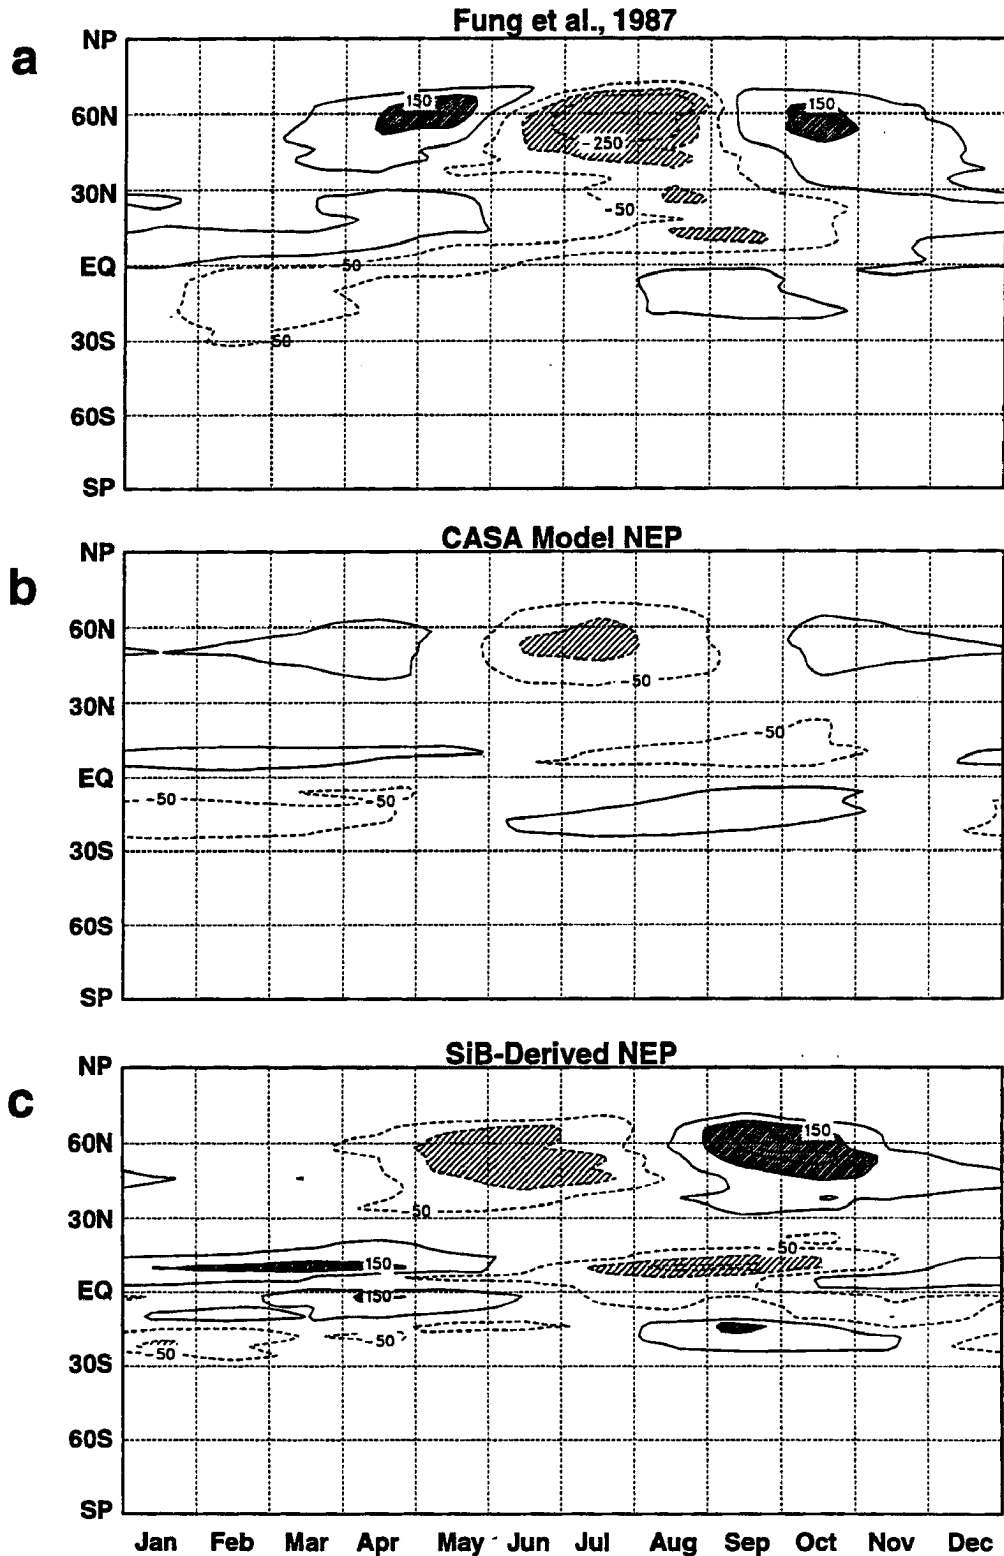 Fung et al., 1987
a
NP
60N
30N
EQ
30S
60S
SP
150
150
-250
-50
50
50
CASA Model NEP
b
NP
60N
30N
EQ
30S
60S
SP
-50
-50
-50
-50
SiB-Derived NEP
c
NP
60N
30N
EQ
30S
60S
SP
150
-50
-50
150
150
-50
-50
Jan Feb Mar Apr May Jun Jul Aug Sep Oct Nov Dec